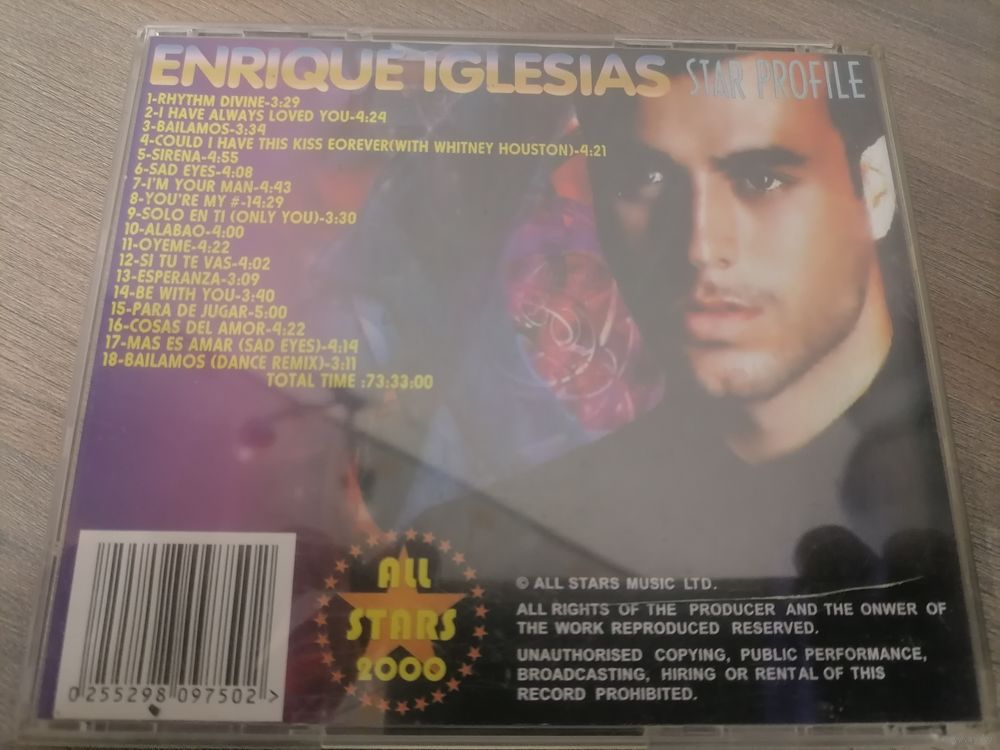 ENRIQUE IGLESIAS STAR PROFILE
1-RHYTHM DIVINE-3:29
2-I HAVE ALWAYS LOVED YOU-4:24
3-BAILAMOS-3:34
4-COULD I HAVE THIS KISS EOREVER(WITH WHITNEY HOUSTON)-4:21
5-SIRENA-4:55
6-SAD EYES-4:08
7-I'M YOUR MAN-4:43
8-YOU'RE MY #-14:29
9-SOLO EN TI (ONLY YOU)-3:30
10-ALABAO-4:00
11-OYEME-4:22
12-SI TU TE VAS-4:02
13-ESPERANZA-3:09
14-BE WITH YOU-3:40
15-PARA DE JUGAR-5:00
16-COSAS DEL AMOR-4:22
17-MAS ES AMAR (SAD EYES)-4:14
18-BAILAMOS (DANCE REMIX)-3:11
TOTAL TIME :73:33:00
ALL
STARS
2000
0 255298 097502 >
© ALL STARS MUSIC LTD.
ALL RIGHTS OF THE PRODUCER AND THE ONWER OF
THE WORK REPRODUCED RESERVED.
UNAUTHORISED COPYING, PUBLIC PERFORMANCE,
BROADCASTING, HIRING OR RENTAL OF THIS
RECORD PROHIBITED.